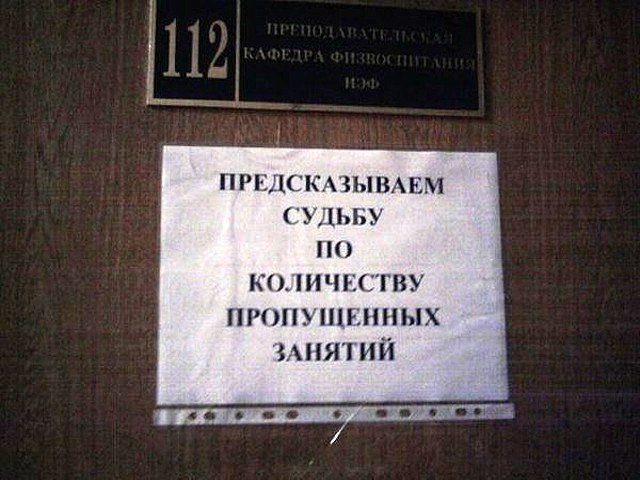 112
ПРЕПОДАВАТЕЛЬСКАЯ
КАФЕДРА ФИЗВОСПИТАНИЯ
ИЭФ
ПРЕДСКАЗЫВАЕМ
СУДЬБУ
ПО
КОЛИЧЕСТВУ
ПРОПУЩЕННЫХ
ЗАНЯТИЙ